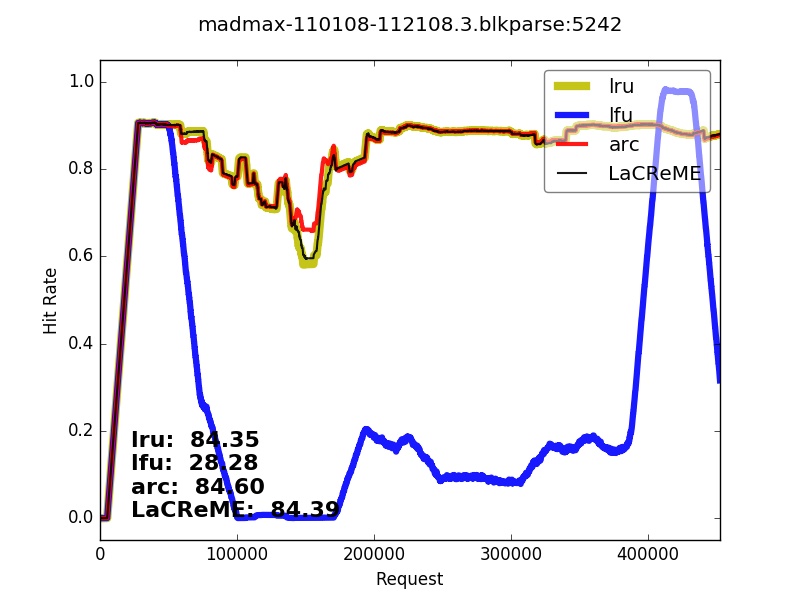 madmax-110108-112108.3.blkparse:5242
1.0
0.8
0.6
0.4
0.2
0.0
Hit Rate
lru
lfu
arc
LaCReME
lru:  84.35
lfu:  28.28
arc:  84.60
LaCReME:  84.39
0 100000 200000 300000 400000
Request